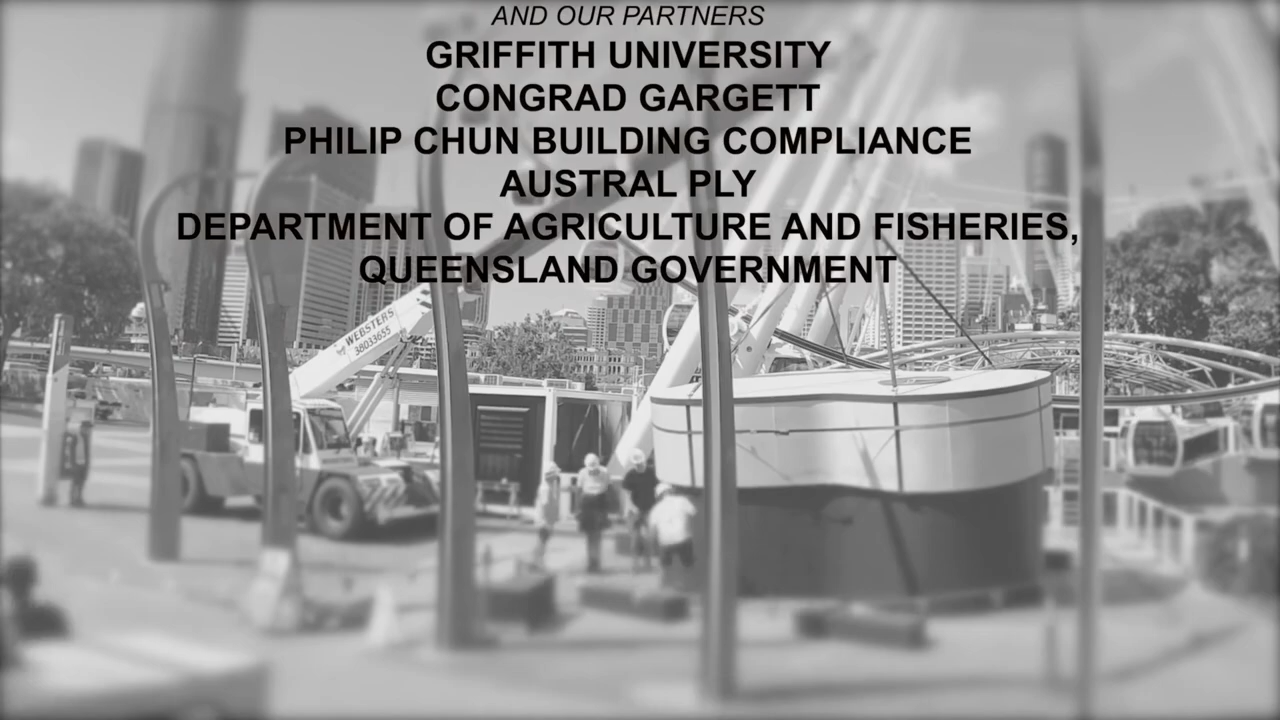 AND OUR PARTNERS
GRIFFITH UNIVERSITY
CONGRAD GARGETT
PHILIP CHUN BUILDING COMPLIANCE
AUSTRAL PLY
DEPARTMENT OF AGRICULTURE AND FISHERIES,
QUEENSLAND GOVERNMENT
WEBSTERS
38033655